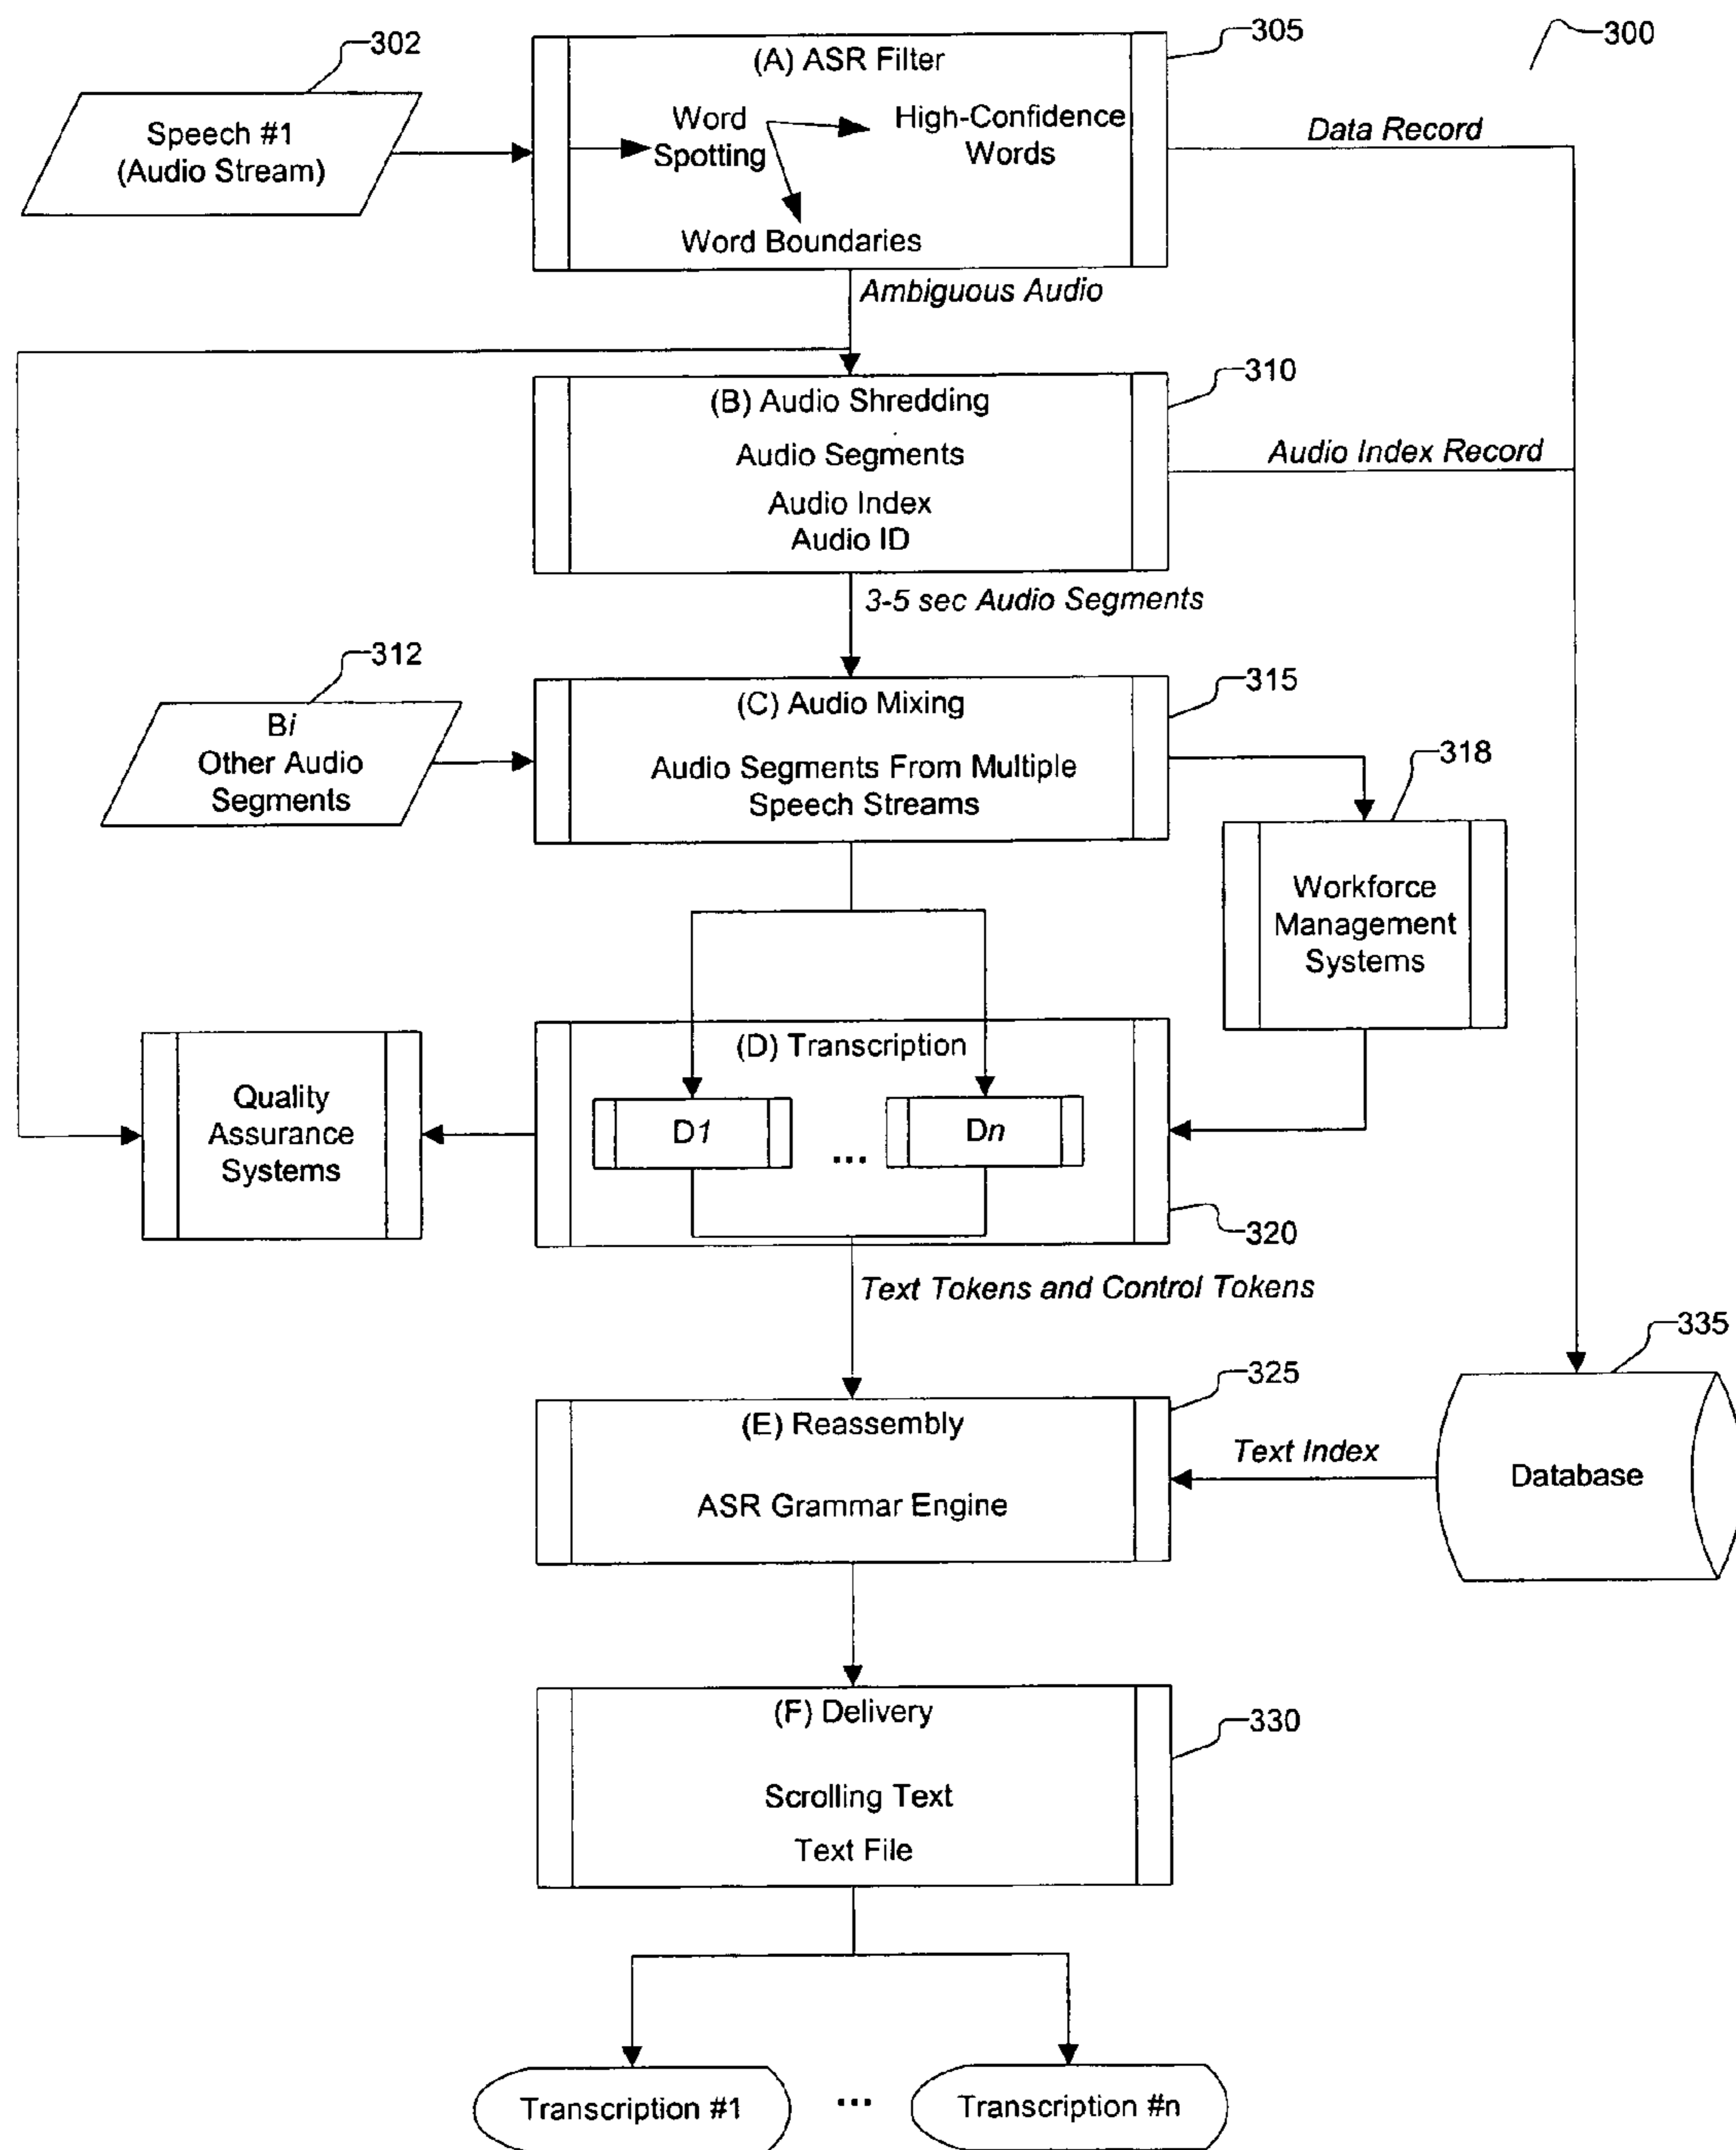 302
305
300
Speech #1
(Audio Stream)
(A) ASR Filter
Word
Spotting
High-Confidence
Words
Word Boundaries
Data Record
Ambiguous Audio
310
(B) Audio Shredding
Audio Segments
Audio Index
Audio ID
Audio Index Record
3-5 sec Audio Segments
312
Bi
Other Audio
Segments
315
(C) Audio Mixing
Audio Segments From Multiple
Speech Streams
318
Workforce
Management
Systems
Quality
Assurance
Systems
(D) Transcription
D1
...
Dn
320
Text Tokens and Control Tokens
335
325
(E) Reassembly
ASR Grammar Engine
Text Index
Database
(F) Delivery
330
Scrolling Text
Text File
Transcription #1
...
Transcription #n